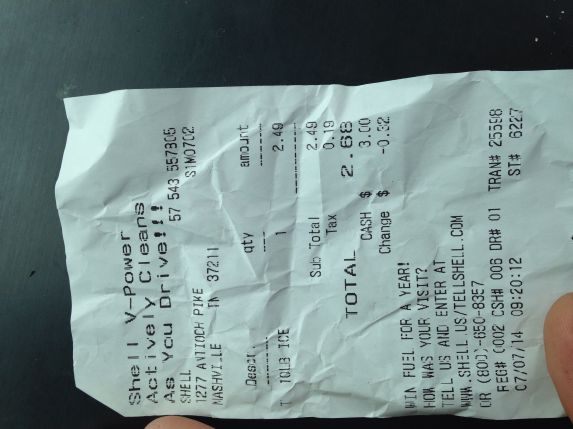 Shell V-Power
Actively Cleans
As You Drive!!!
SHELL 57 543 557305
1277 ANTIOCH PIKE S1M0702
NASHVILLE TN 37211
Descr. qty amount
T 10LB ICE 1 2.49
Sub Total 2.49
Tax 0.19
TOTAL 2.68
CASH $ 3.00
Change $ -0.32
WIN FUEL FOR A YEAR!
HOW WAS YOUR VISIT?
TELL US AND ENTER AT
WWW.SHELL.US/TELLSHELL.COM
OR (800)-650-8357
REG# 0002 CSH# 006 DR# 01 TRAN# 25598
07/07/14 09:20:12 ST# 6227